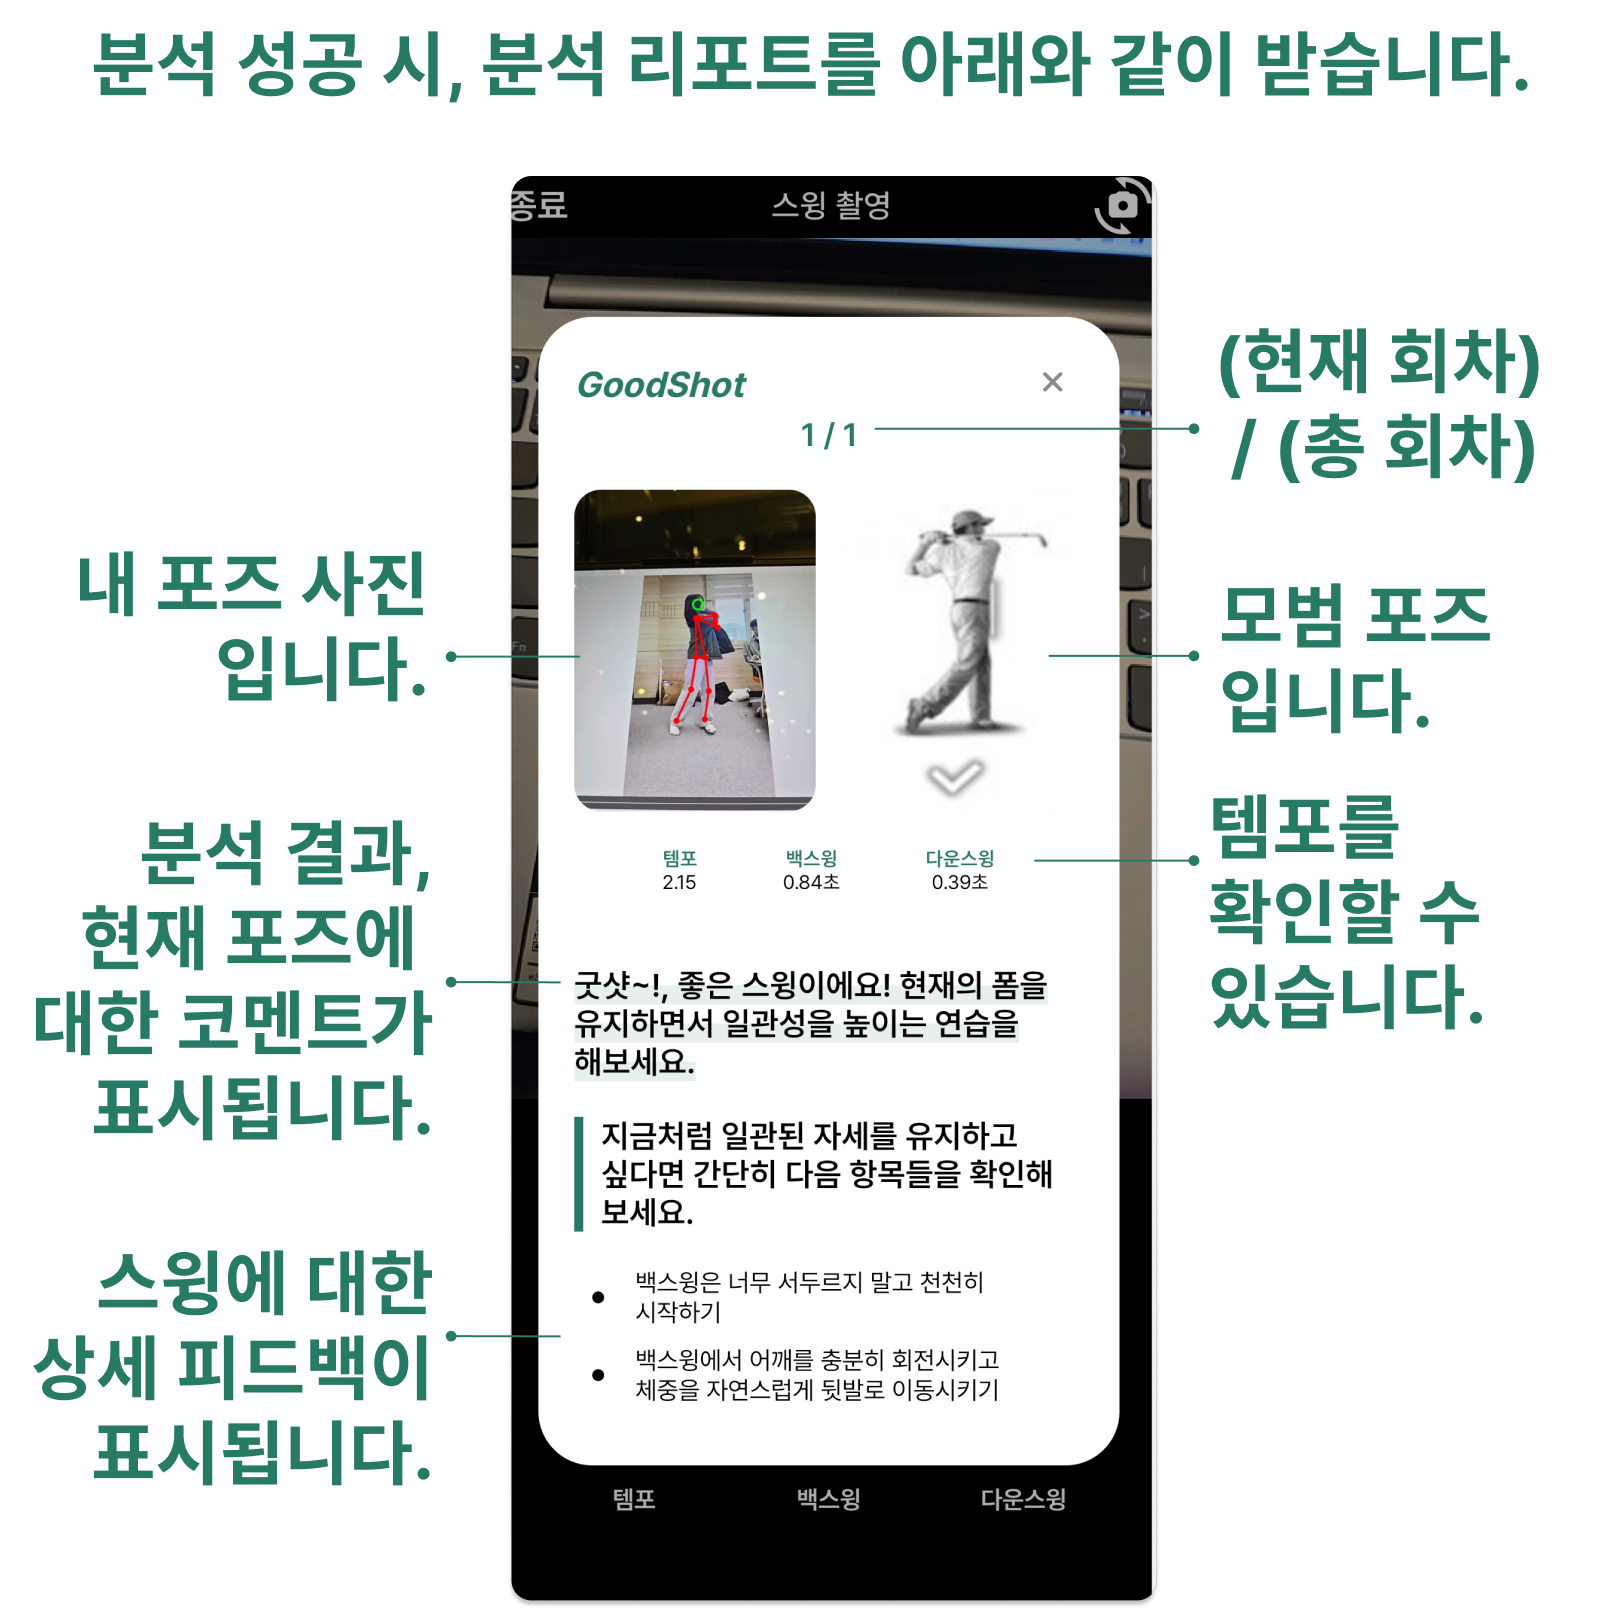 분석 성공 시, 분석 리포트를 아래와 같이 받습니다.
종료
스윙 촬영
GoodShot
1 / 1
(현재 회차)
/ (총 회차)
내 포즈 사진
입니다.
모범 포즈
입니다.
템포
백스윙
다운스윙
2.15
0.84초
0.39초
템포를
확인할 수
있습니다.
분석 결과,
현재 포즈에
대한 코멘트가
표시됩니다.
굿샷~!, 좋은 스윙이에요! 현재의 폼을
유지하면서 일관성을 높이는 연습을
해보세요.
지금처럼 일관된 자세를 유지하고
싶다면 간단히 다음 항목들을 확인해
보세요.
스윙에 대한
상세 피드백이
표시됩니다.
백스윙은 너무 서두르지 말고 천천히
시작하기
백스윙에서 어깨를 충분히 회전시키고
체중을 자연스럽게 뒷발로 이동시키기
템포
백스윙
다운스윙